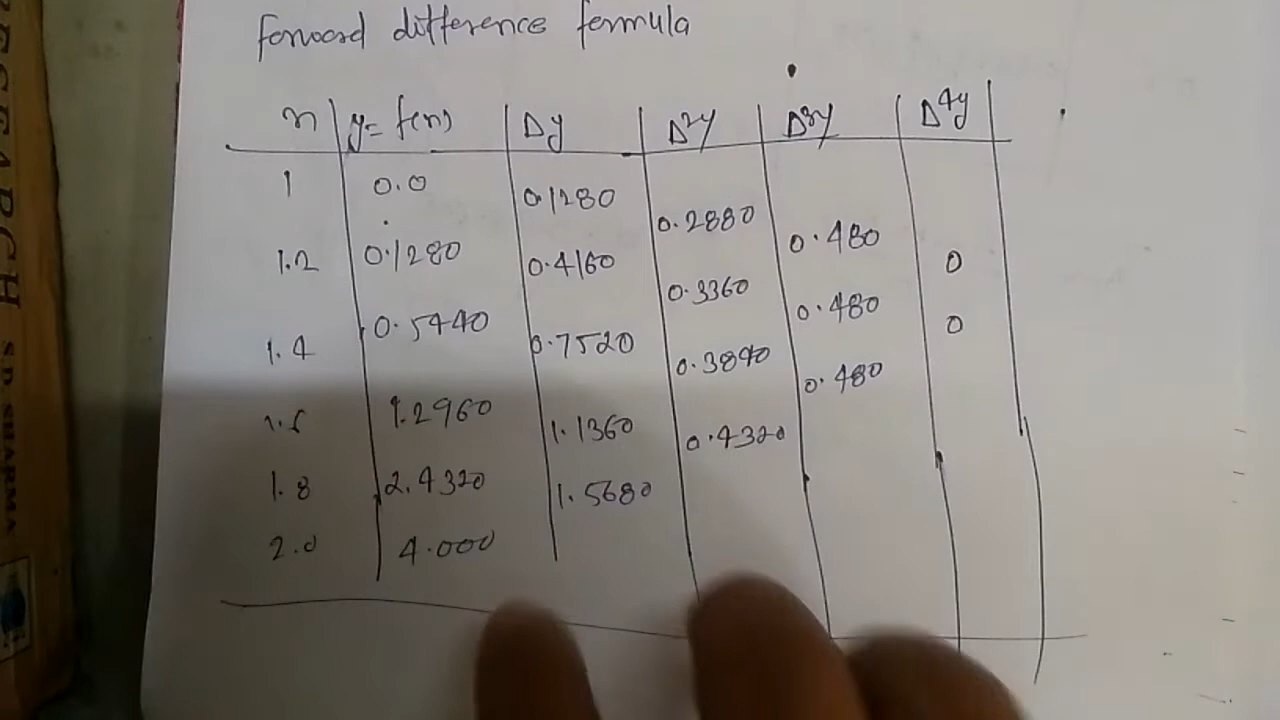 Forward difference formula
x y = f(x) Δy Δ²y Δ³y Δ⁴y
1 0.0
0.1280
0.2880
1.2 0.1280 0.480
0.4160 0
0.3360
1.4 0.5440 0.480
0.7520 0
0.3840
1.6 1.2960 0.480
1.1360
0.4320
1.8 2.4320
1.5680
2.0 4.000
RESEARCH S.D. SHARMA